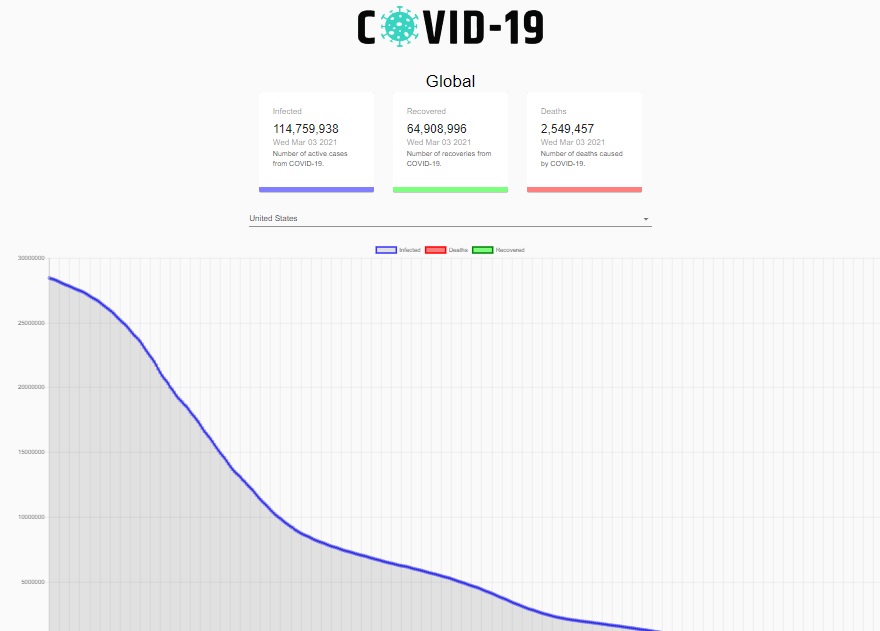 COVID-19
Global
Infected
114,759,938
Wed Mar 03 2021
Number of active cases
from COVID-19.
Recovered
64,908,996
Wed Mar 03 2021
Number of recoveries from
COVID-19.
Deaths
2,549,457
Wed Mar 03 2021
Number of deaths caused
by COVID-19.
United States
Infected Deaths Recovered
30000000
25000000
20000000
15000000
10000000
5000000